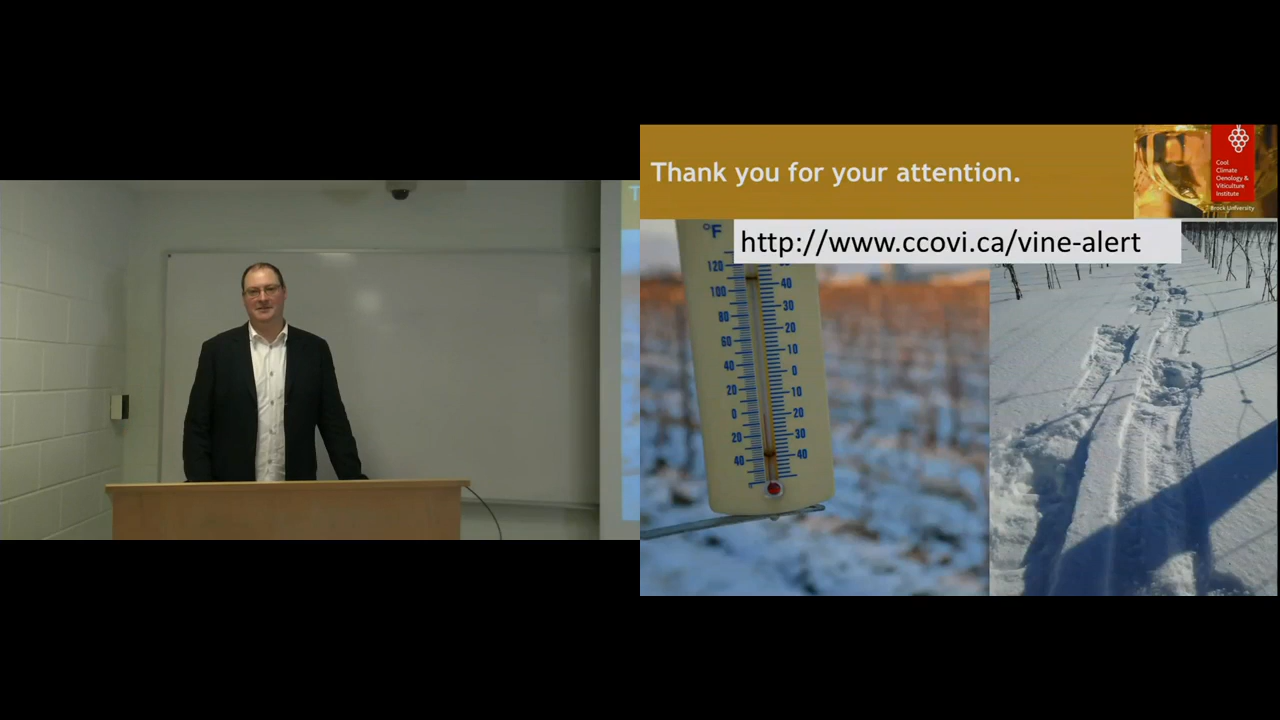 Thank you for your attention.
Cool
Climate
Oenology &
Viticulture
Institute
Brock University
http://www.ccovi.ca/vine-alert
°F
120
100
80
60
40
20
0
20
40
40
30
20
10
0
10
20
30
40
T